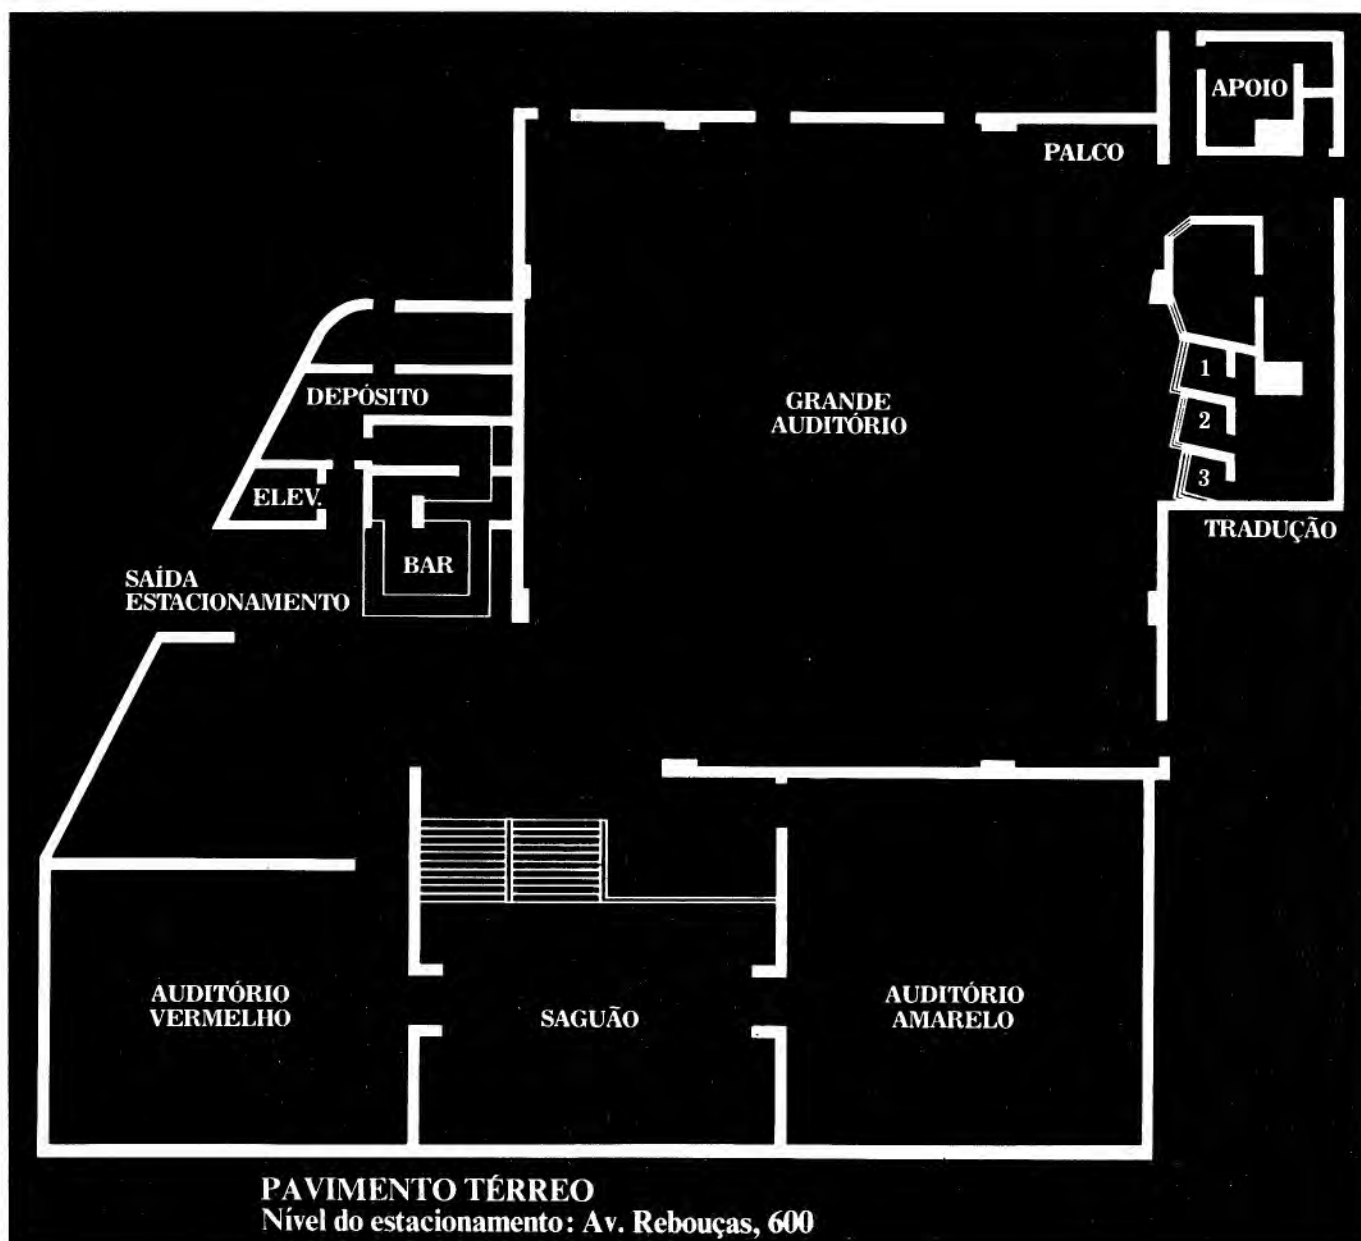 APOIO
PALCO
DEPÓSITO
GRANDE
AUDITÓRIO
1
2
3
ELEV.
TRADUÇÃO
BAR
SAÍDA
ESTACIONAMENTO
AUDITÓRIO
VERMELHO
SAGUÃO
AUDITÓRIO
AMARELO
PAVIMENTO TÉRREO
Nível do estacionamento: Av. Rebouças, 600